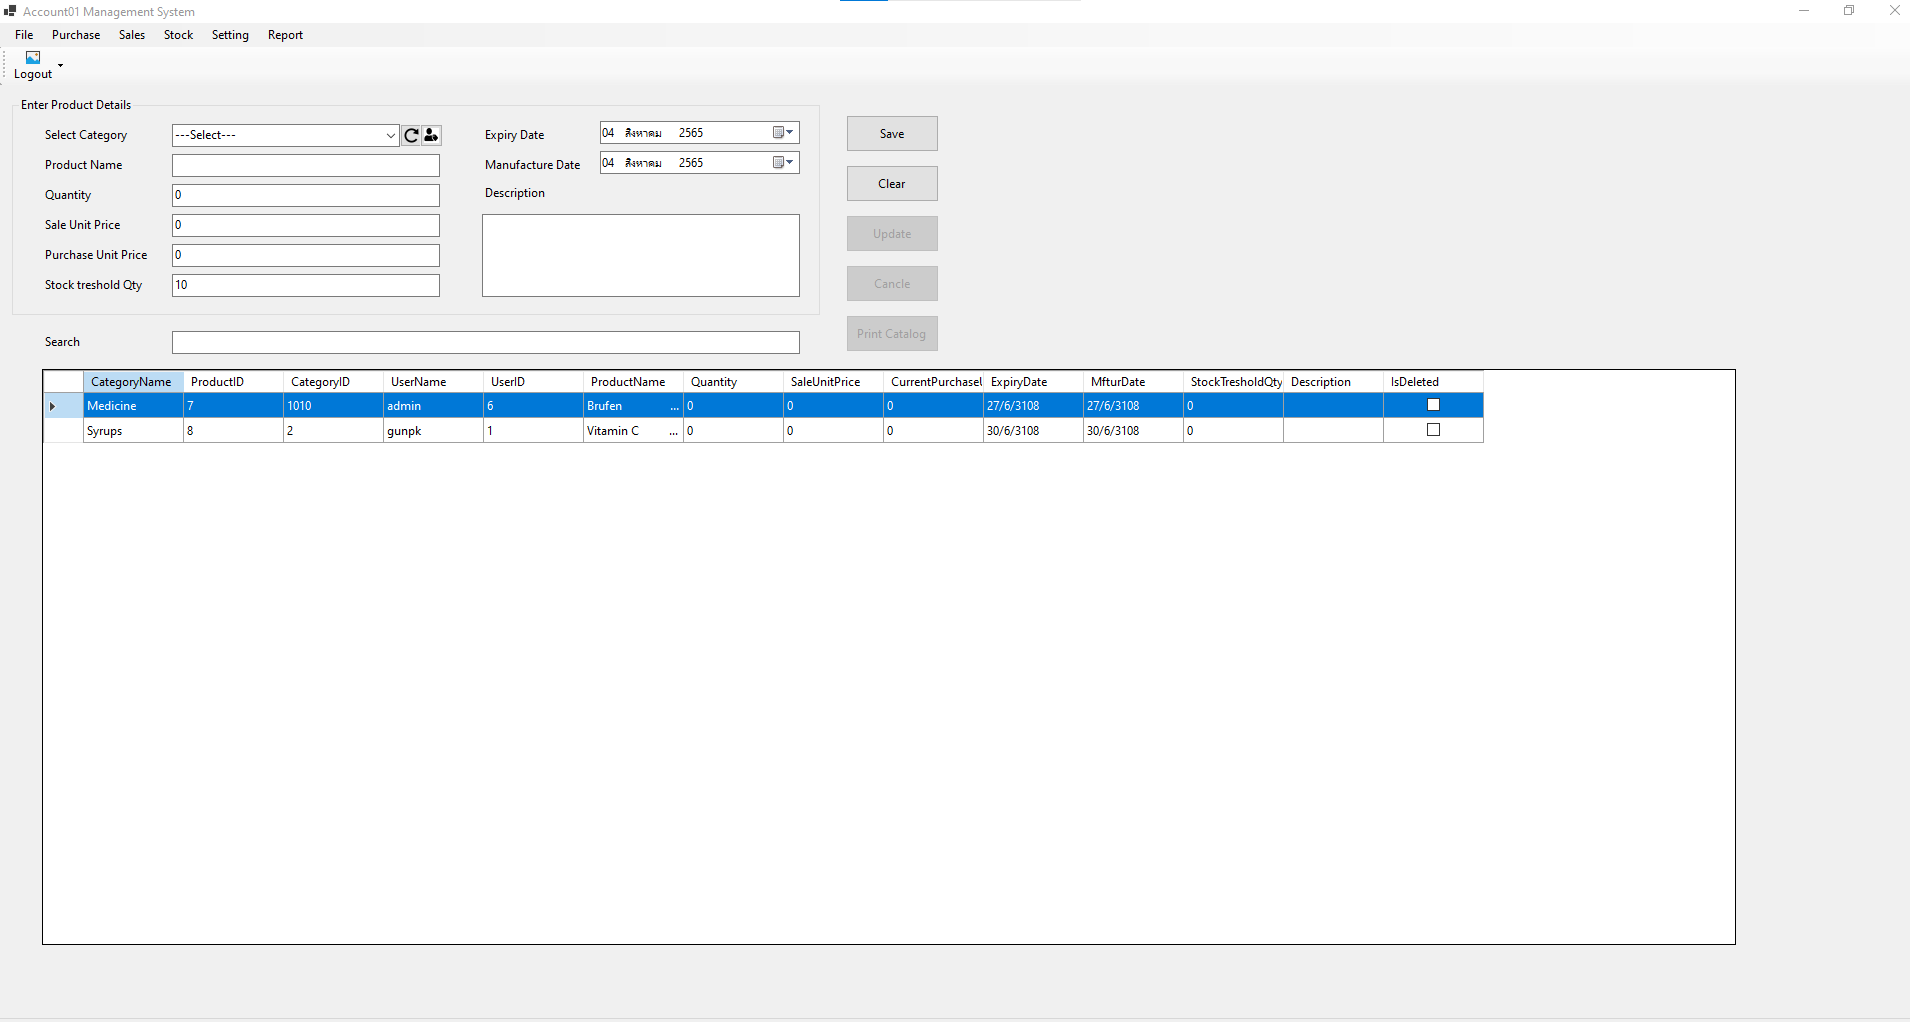 Account01 Management System
File Purchase Sales Stock Setting Report
Logout
Enter Product Details
Select Category ---Select--- Expiry Date 04 สิงหาคม 2565 Save
Product Name Manufacture Date 04 สิงหาคม 2565
Quantity 0 Description Clear
Sale Unit Price 0 Update
Purchase Unit Price 0
Stock treshold Qty 10 Cancle
Search Print Catalog
CategoryName ProductID CategoryID UserName UserID ProductName Quantity SaleUnitPrice CurrentPurchaseU ExpiryDate MfturDate StockTresholdQty Description IsDeleted
Medicine 7 1010 admin 6 Brufen ... 0 0 0 27/6/3108 27/6/3108 0
Syrups 8 2 gunpk 1 Vitamin C ... 0 0 0 30/6/3108 30/6/3108 0